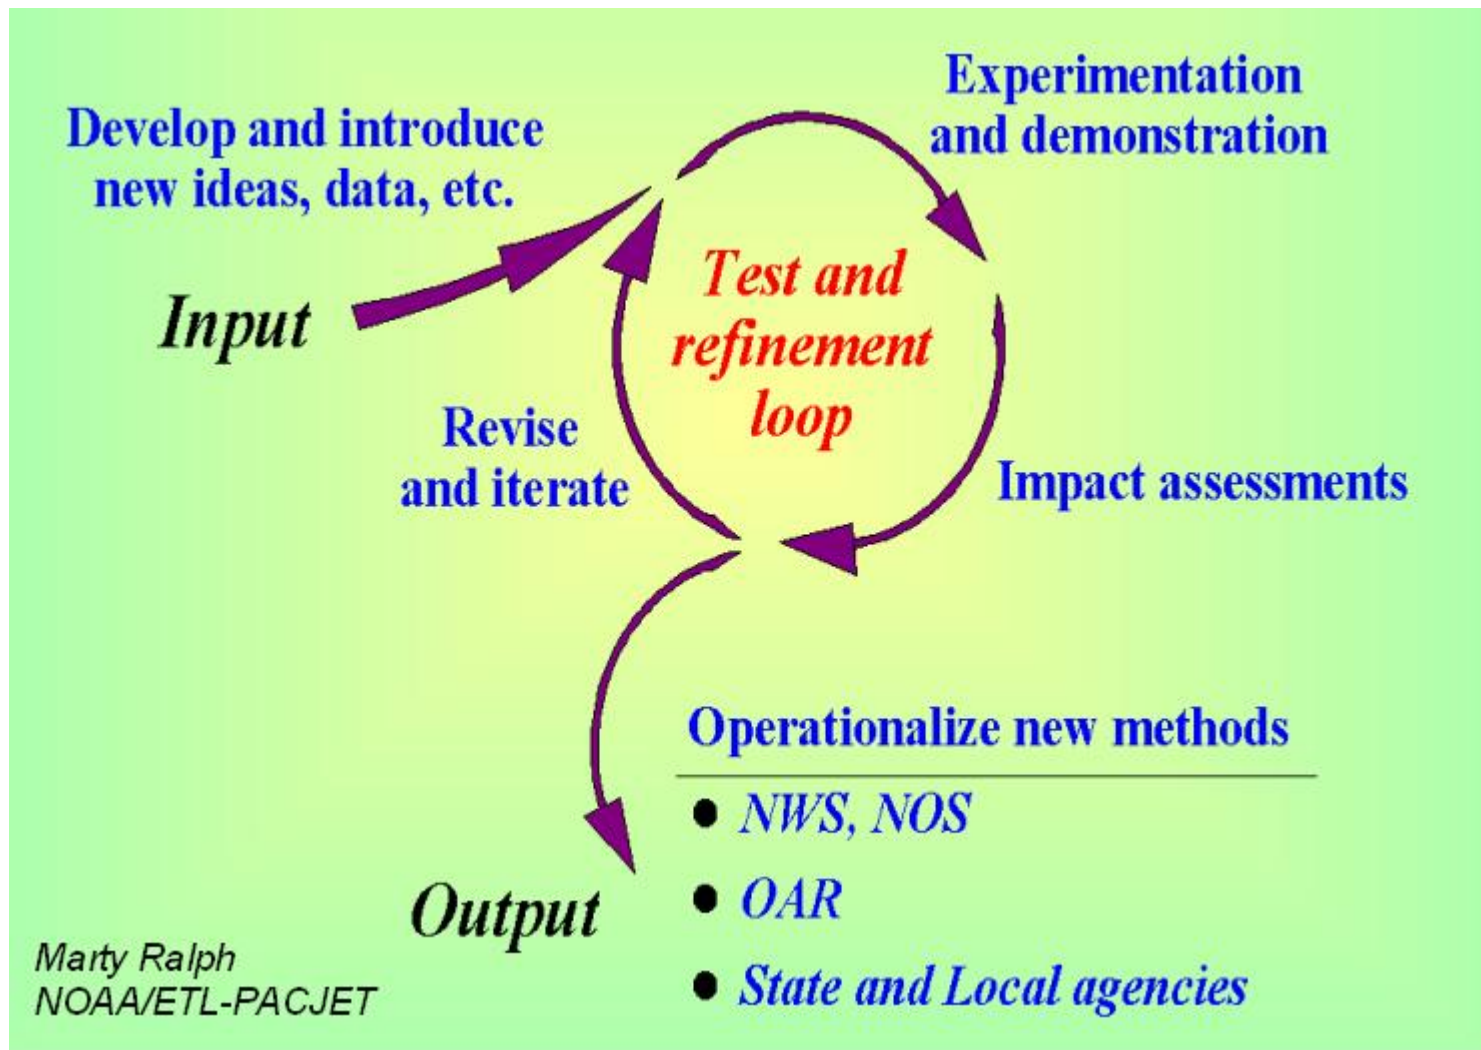 Develop and introduce
new ideas, data, etc.
Experimentation
and demonstration
Input
Test and
refinement
loop
Revise
and iterate
Impact assessments
Operationalize new methods
● NWS, NOS
● OAR
● State and Local agencies
Output
Marty Ralph
NOAA/ETL-PACJET